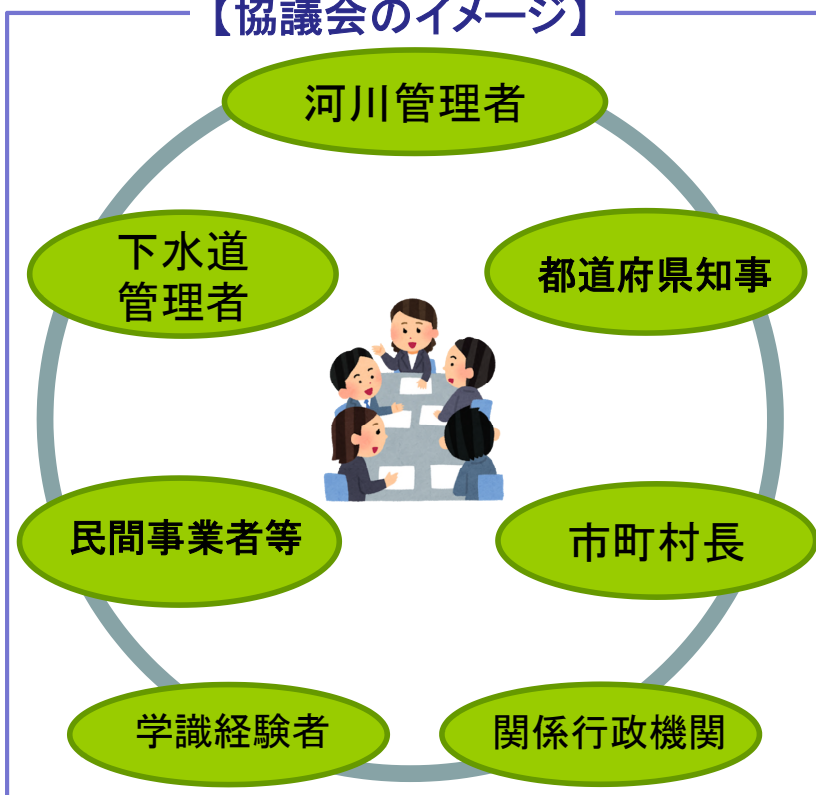 【協議会のイメージ】
河川管理者
下水道
管理者
都道府県知事
民間事業者等
市町村長
学識経験者
関係行政機関